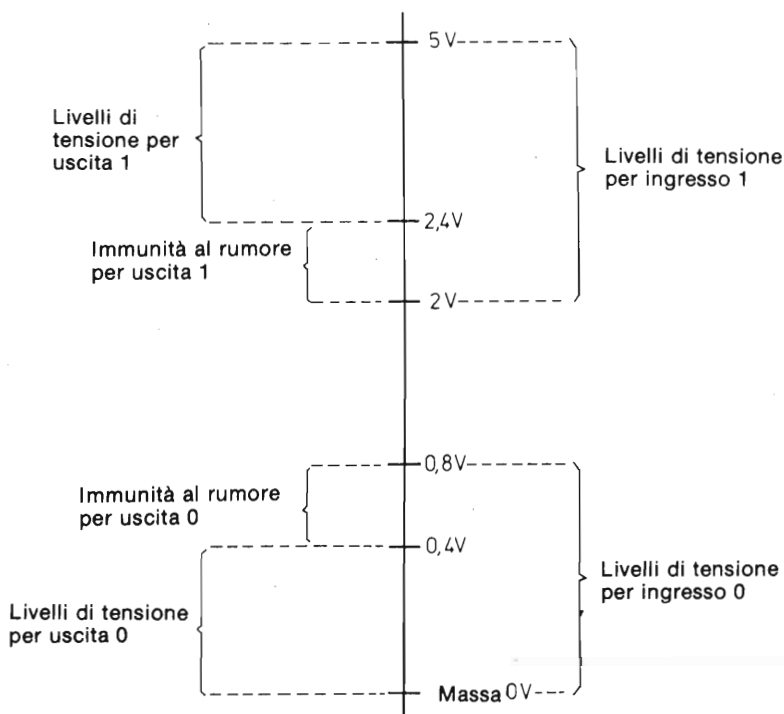 5 V
Livelli di
tensione per
uscita 1
Livelli di tensione
per ingresso 1
2,4V
Immunità al rumore
per uscita 1
2V
0,8V
Immunità al rumore
per uscita 0
0,4V
Livelli di tensione
per ingresso 0
Livelli di tensione
per uscita 0
Massa 0V